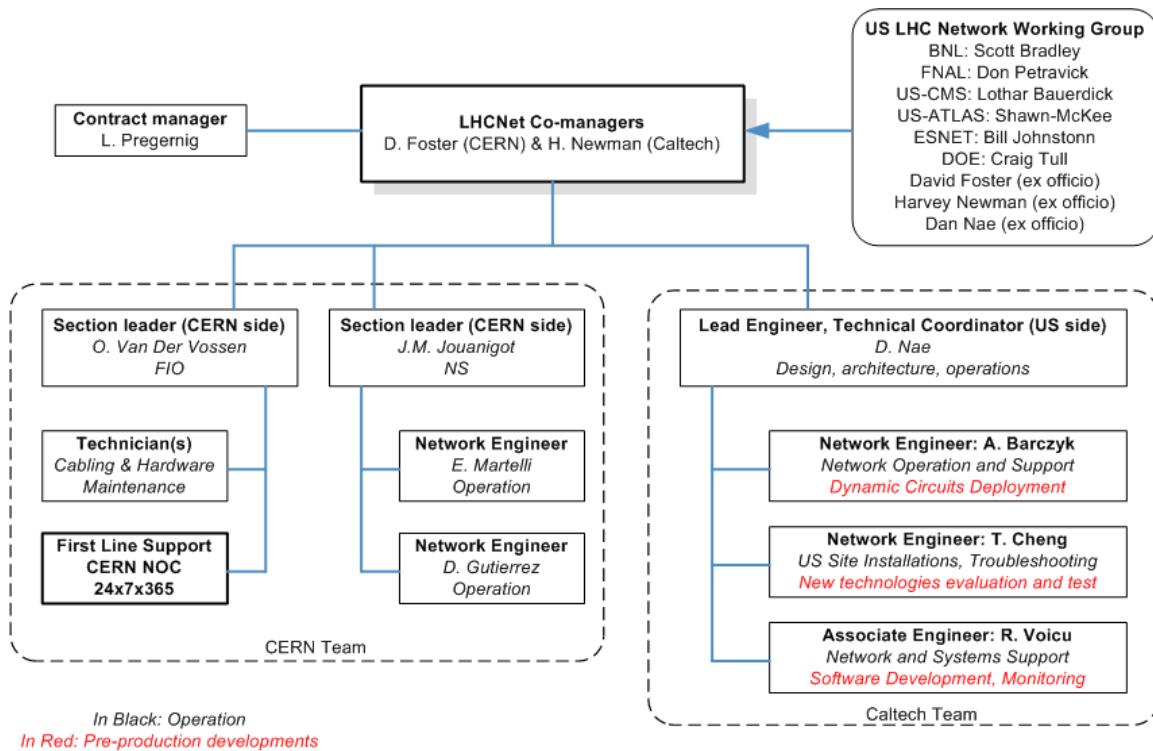 US LHC Network Working Group
BNL: Scott Bradley
FNAL: Don Petravick
US-CMS: Lothar Bauerdick
US-ATLAS: Shawn-McKee
ESNET: Bill Johnstonn
DOE: Craig Tull
David Foster (ex officio)
Harvey Newman (ex officio)
Dan Nae (ex officio)
Contract manager
L. Pregernig
LHCNet Co-managers
D. Foster (CERN) & H. Newman (Caltech)
Section leader (CERN side)
O. Van Der Vossen
FIO
Section leader (CERN side)
J.M. Jouanigot
NS
Lead Engineer, Technical Coordinator (US side)
D. Nae
Design, architecture, operations
Technician(s)
Cabling & Hardware
Maintenance
First Line Support
CERN NOC
24x7x365
Network Engineer
E. Martelli
Operation
Network Engineer
D. Gutierrez
Operation
CERN Team
Network Engineer: A. Barczyk
Network Operation and Support
Dynamic Circuits Deployment
Network Engineer: T. Cheng
US Site Installations, Troubleshooting
New technologies evaluation and test
Associate Engineer: R. Voicu
Network and Systems Support
Software Development, Monitoring
Caltech Team
In Black: Operation
In Red: Pre-production developments